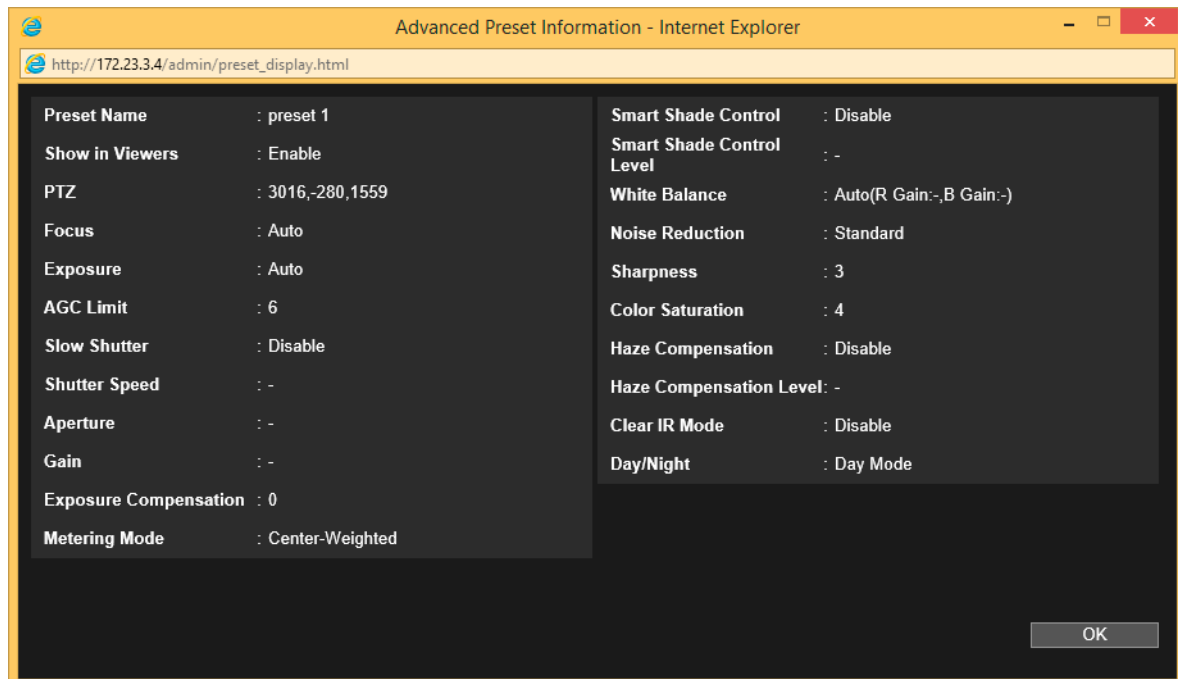 Advanced Preset Information - Internet Explorer
http://172.23.3.4/admin/preset_display.html
Preset Name : preset 1
Show in Viewers : Enable
PTZ : 3016,-280,1559
Focus : Auto
Exposure : Auto
AGC Limit : 6
Slow Shutter : Disable
Shutter Speed : -
Aperture : -
Gain : -
Exposure Compensation : 0
Metering Mode : Center-Weighted
Smart Shade Control : Disable
Smart Shade Control
Level : -
White Balance : Auto(R Gain:-,B Gain:-)
Noise Reduction : Standard
Sharpness : 3
Color Saturation : 4
Haze Compensation : Disable
Haze Compensation Level: -
Clear IR Mode : Disable
Day/Night : Day Mode
OK